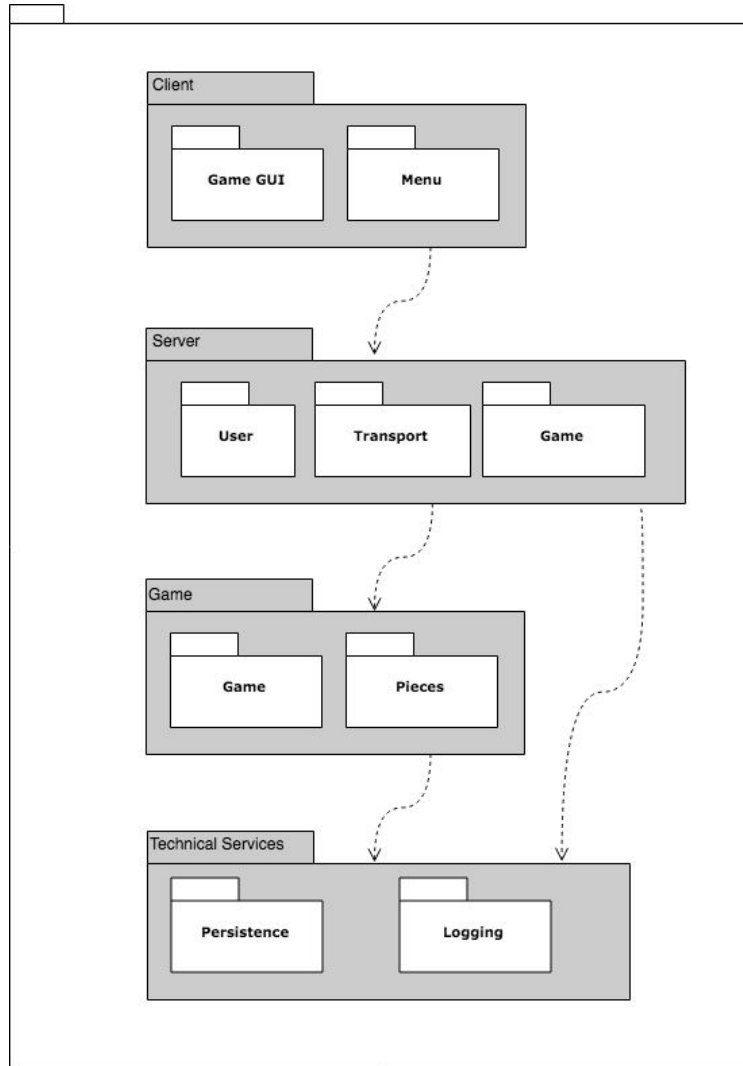 Client
Game GUI
Menu
Server
User
Transport
Game
Game
Game
Pieces
Technical Services
Persistence
Logging